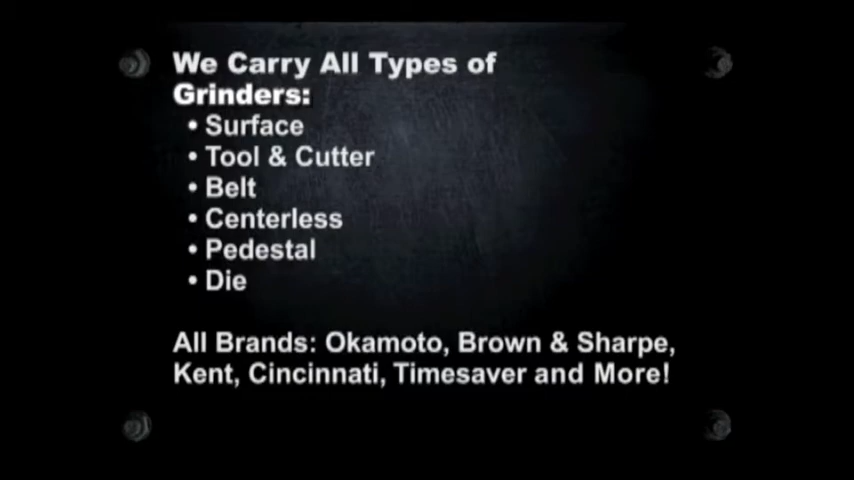 We Carry All Types of
Grinders:
• Surface
• Tool & Cutter
• Belt
• Centerless
• Pedestal
• Die
All Brands: Okamoto, Brown & Sharpe,
Kent, Cincinnati, Timesaver and More!